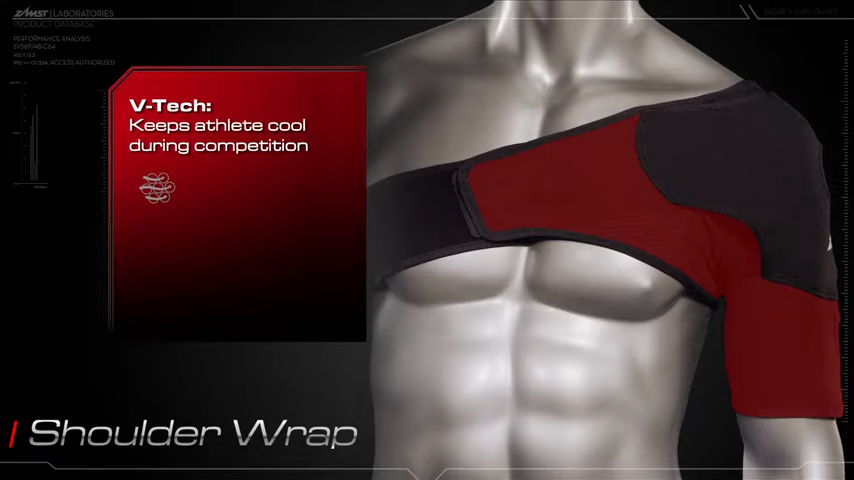 ZAMST | LABORATORIES
PRODUCT DATABASE
PERFORMANCE ANALYSIS
ACCESS AUTHORIZED
V-Tech:
Keeps athlete cool
during competition
Shoulder Wrap